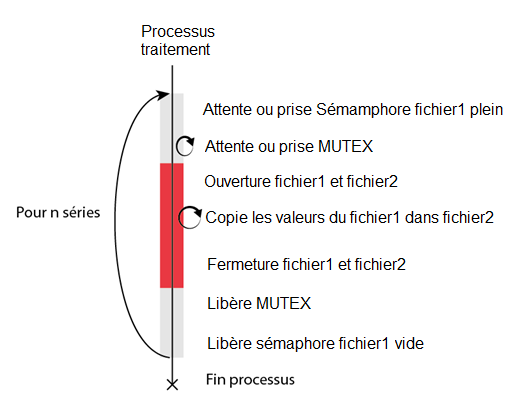 Processus
traitement
Attente ou prise Sémamphore fichier1 plein
Attente ou prise MUTEX
Ouverture fichier1 et fichier2
Pour n séries
Copie les valeurs du fichier1 dans fichier2
Fermeture fichier1 et fichier2
Libère MUTEX
Libère sémaphore fichier1 vide
Fin processus